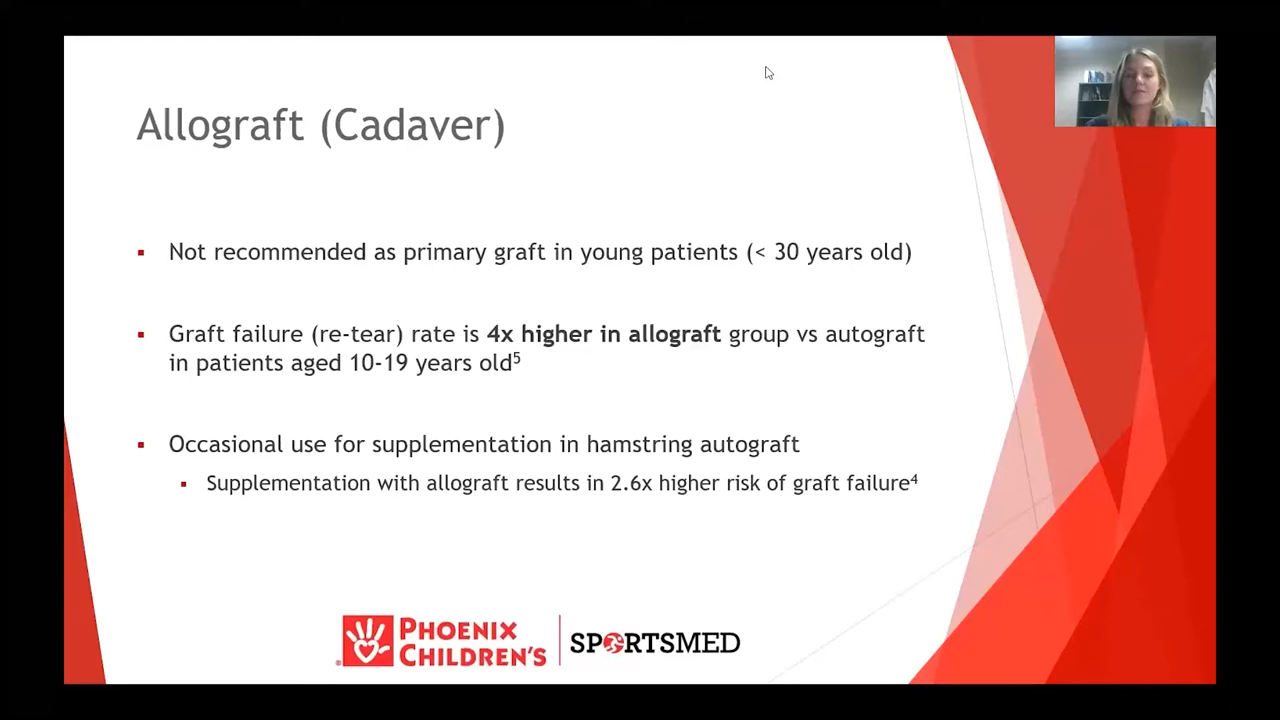 Allograft (Cadaver)
▪ Not recommended as primary graft in young patients (< 30 years old)
▪ Graft failure (re-tear) rate is 4x higher in allograft group vs autograft
in patients aged 10-19 years old⁵
▪ Occasional use for supplementation in hamstring autograft
▪ Supplementation with allograft results in 2.6x higher risk of graft failure⁴
PHOENIX
CHILDREN'S
SPORTSMED